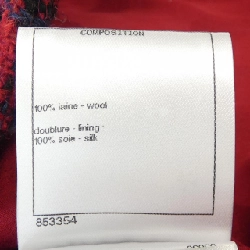 COMPOSITION
100% laine - wool
doublure - lining
100% soie - silk
863354